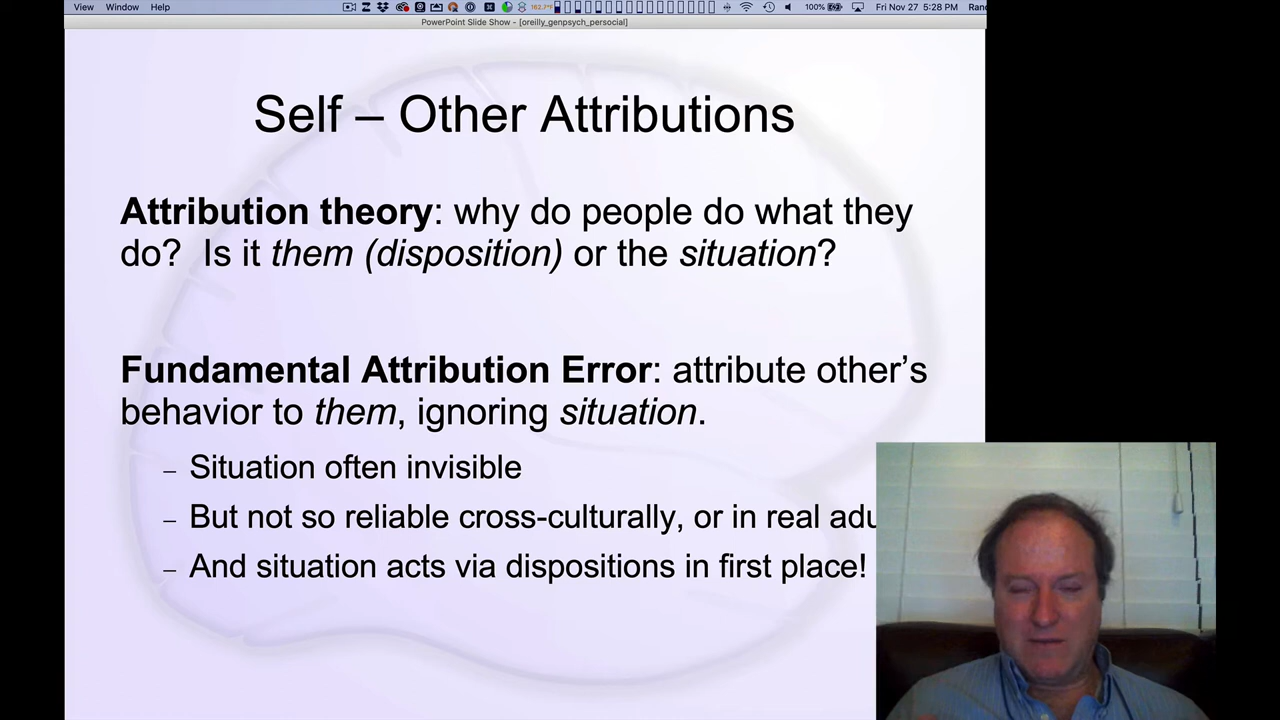 View Window Help 162.7°F 100% Fri Nov 27 5:28 PM
PowerPoint Slide Show - [oreilly_genpsych_persocial]
Self – Other Attributions
Attribution theory: why do people do what they
do? Is it them (disposition) or the situation?
Fundamental Attribution Error: attribute other’s
behavior to them, ignoring situation.
– Situation often invisible
– But not so reliable cross-culturally, or in real
– And situation acts via dispositions in first place!